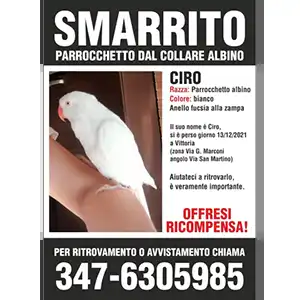 SMARRITO
PARROCCHETTO DAL COLLARE ALBINO
CIRO
Razza: Parrocchetto albino
Colore: bianco
Anello fucsia alla zampa
Il suo nome è Ciro,
si è perso giorno 13/12/2021
a Vittoria
(zona Via G. Marconi
angolo Via San Martino)
Aiutateci a ritrovarlo,
è veramente importante.
OFFRESI
RICOMPENSA!
PER RITROVAMENTO O AVVISTAMENTO CHIAMA
347-6305985